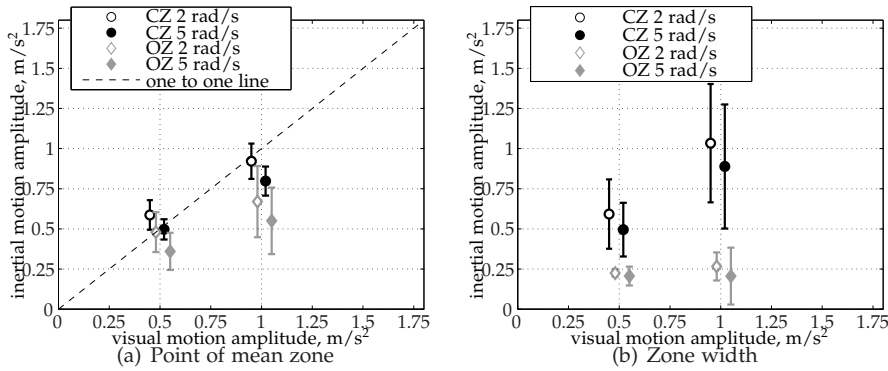 CZ 2 rad/s
CZ 5 rad/s
OZ 2 rad/s
OZ 5 rad/s
one to one line
inertial motion amplitude, m/s²
1.75
1.5
1.25
1
0.75
0.5
0.25
0
0 0.25 0.5 0.75 1 1.25 1.5 1.75
visual motion amplitude, m/s²
(a) Point of mean zone
CZ 2 rad/s
CZ 5 rad/s
OZ 2 rad/s
OZ 5 rad/s
inertial motion amplitude, m/s²
1.75
1.5
1.25
1
0.75
0.5
0.25
0
0 0.25 0.5 0.75 1 1.25 1.5 1.75
visual motion amplitude, m/s²
(b) Zone width